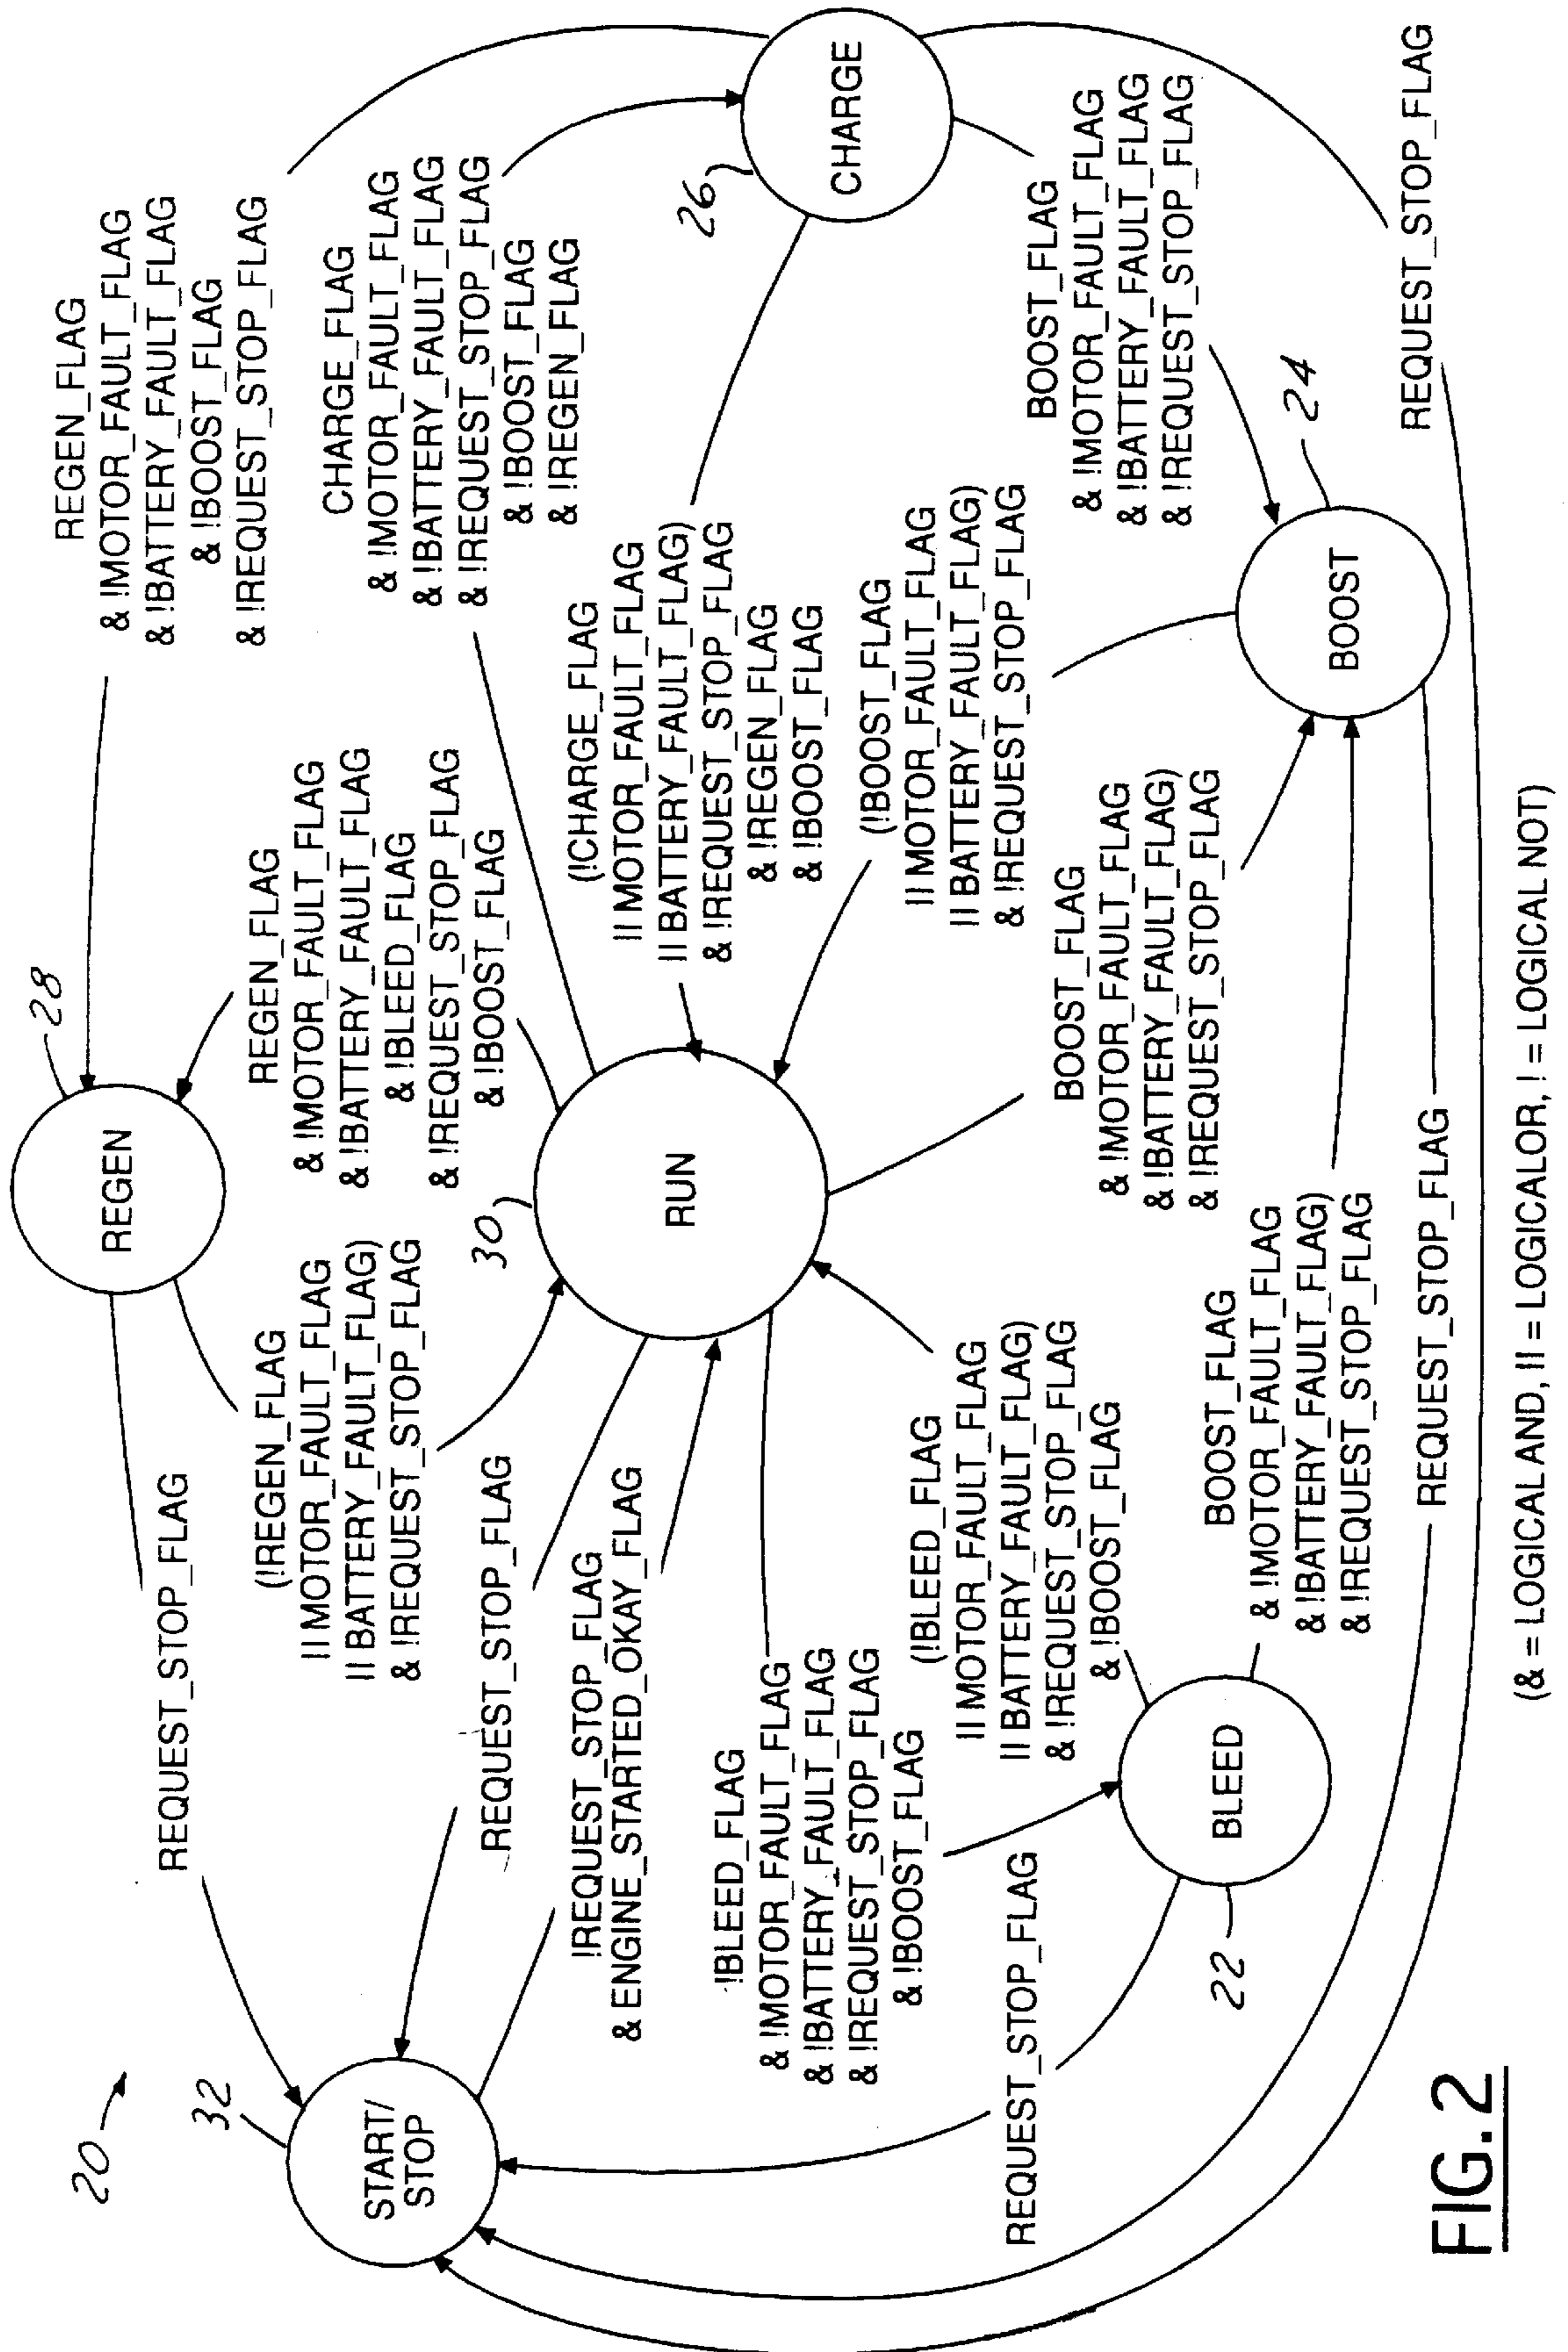 20
32
START/
STOP
REQUEST_STOP_FLAG
28
REGEN
REGEN_FLAG
& !MOTOR_FAULT_FLAG
& !BATTERY_FAULT_FLAG
& !BOOST_FLAG
& !REQUEST_STOP_FLAG
(!REGEN_FLAG
|| MOTOR_FAULT_FLAG
|| BATTERY_FAULT_FLAG)
& !REQUEST_STOP_FLAG
REGEN_FLAG
& !MOTOR_FAULT_FLAG
& !BATTERY_FAULT_FLAG
& !BLEED_FLAG
& !REQUEST_STOP_FLAG
& !BOOST_FLAG
CHARGE_FLAG
& !MOTOR_FAULT_FLAG
& !BATTERY_FAULT_FLAG
& !REQUEST_STOP_FLAG
& !BOOST_FLAG
& !REGEN_FLAG
REQUEST_STOP_FLAG
30
RUN
26
CHARGE
!REQUEST_STOP_FLAG
& ENGINE_STARTED_OKAY_FLAG
(!CHARGE_FLAG
|| MOTOR_FAULT_FLAG
|| BATTERY_FAULT_FLAG)
& !REQUEST_STOP_FLAG
& !REGEN_FLAG
& !BOOST_FLAG
!BLEED_FLAG
& !MOTOR_FAULT_FLAG
& !BATTERY_FAULT_FLAG
& !REQUEST_STOP_FLAG
& !BOOST_FLAG
(!BLEED_FLAG
|| MOTOR_FAULT_FLAG
|| BATTERY_FAULT_FLAG)
& !REQUEST_STOP_FLAG
& !BOOST_FLAG
(!BOOST_FLAG
|| MOTOR_FAULT_FLAG
|| BATTERY_FAULT_FLAG)
& !REQUEST_STOP_FLAG
BOOST_FLAG
& !MOTOR_FAULT_FLAG
& !BATTERY_FAULT_FLAG
& !REQUEST_STOP_FLAG
REQUEST_STOP_FLAG
22
BLEED
BOOST_FLAG
& !MOTOR_FAULT_FLAG
& !BATTERY_FAULT_FLAG)
& !REQUEST_STOP_FLAG
BOOST_FLAG
& !MOTOR_FAULT_FLAG
& !BATTERY_FAULT_FLAG)
& !REQUEST_STOP_FLAG
24
BOOST
REQUEST_STOP_FLAG
REQUEST_STOP_FLAG
FIG.2
(& = LOGICAL AND, || = LOGICALOR, ! = LOGICAL NOT)